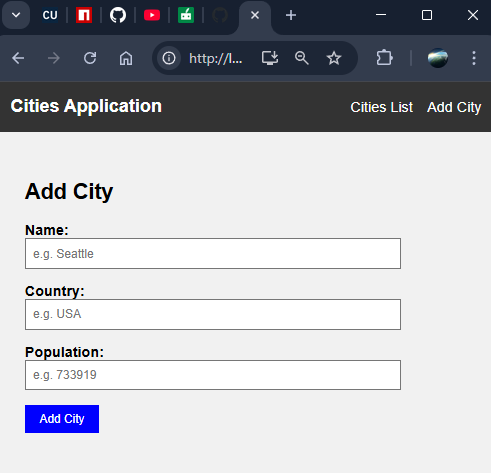 CU
http://l...
Cities Application
Cities List
Add City
Add City
Name:
e.g. Seattle
Country:
e.g. USA
Population:
e.g. 733919
Add City